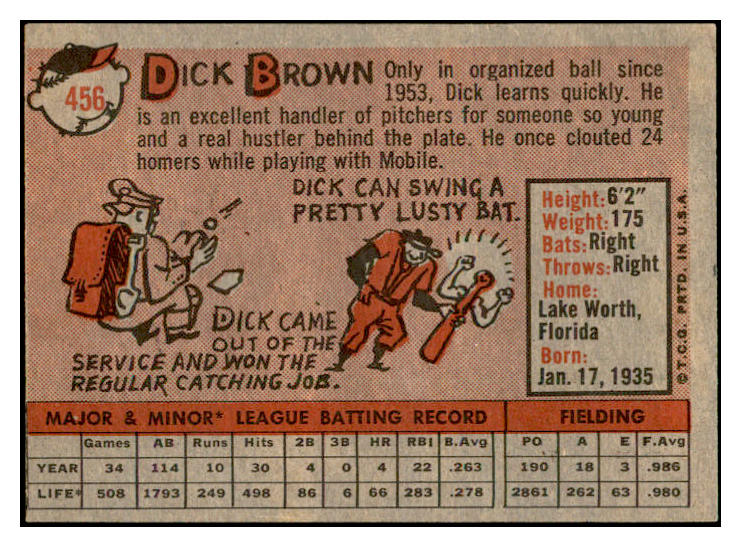 456
DICK BROWN Only in organized ball since
1953, Dick learns quickly. He
is an excellent handler of pitchers for someone so young
and a real hustler behind the plate. He once clouted 24
homers while playing with Mobile.
DICK CAN SWING A
PRETTY LUSTY BAT.
DICK CAME
OUT OF THE
SERVICE AND WON THE
REGULAR CATCHING JOB.
Height: 6'2"
Weight: 175
Bats: Right
Throws: Right
Home:
Lake Worth,
Florida
Born:
Jan. 17, 1935
©T.C.G. PRTD. IN U.S.A.
MAJOR & MINOR* LEAGUE BATTING RECORD FIELDING
Games AB Runs Hits 2B 3B HR RBI B.Avg PO A E F.Avg
YEAR 34 114 10 30 4 0 4 22 .263 190 18 3 .986
LIFE* 508 1793 249 498 86 6 66 283 .278 2861 262 63 .980